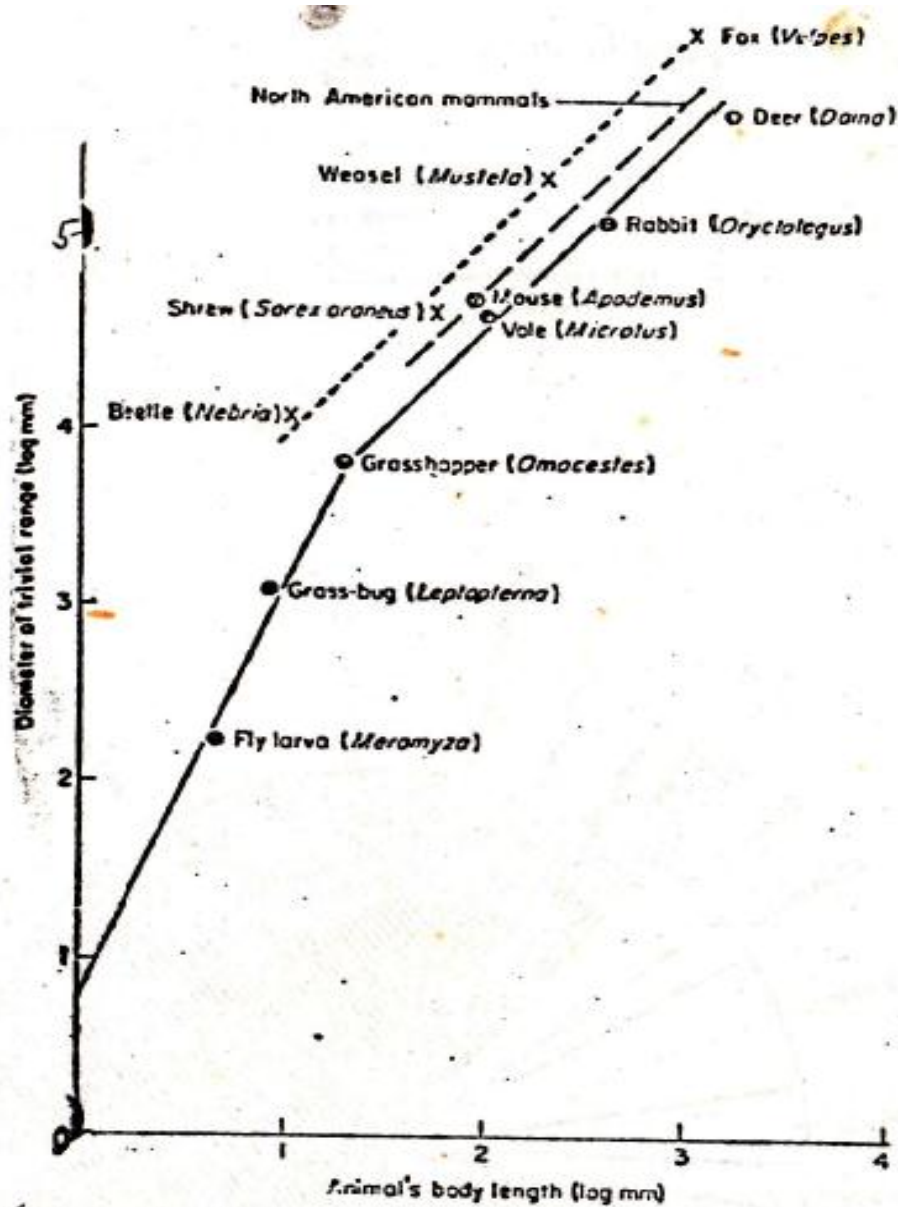 Fox (Vulpes)
North American mammals
Deer (Dama)
Weasel (Mustela)
5
Rabbit (Oryctolagus)
Mouse (Apodemus)
Shrew (Sorex araneus)
Vole (Microtus)
4
Beetle (Nebria)
Grasshopper (Omocestes)
3
Grass-bug (Leptopterna)
Fly larva (Meromyza)
2
1
0
1 2 3 4
Diameter of trivial range (log mm)
Animal's body length (log mm)